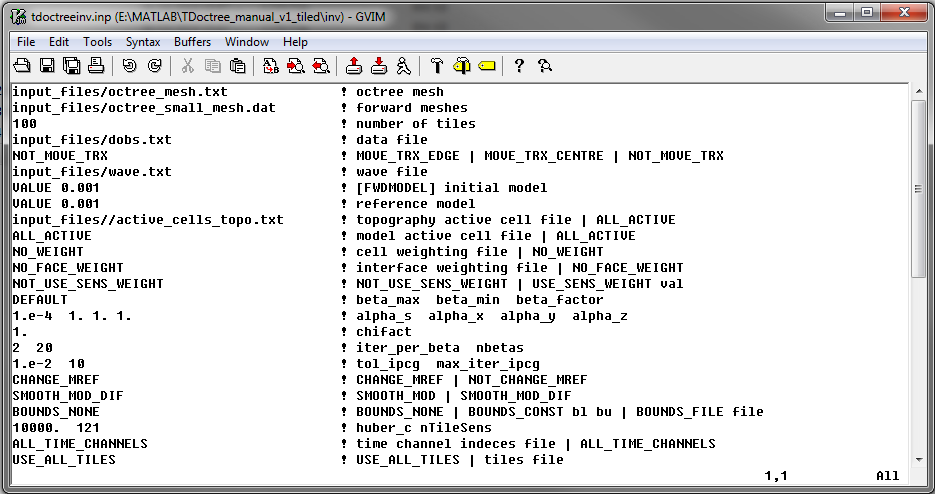 tdoctreeinv.inp (E:\MATLAB\TDoctree_manual_v1_tiled\inv) - GVIM
File Edit Tools Syntax Buffers Window Help
input_files/octree_mesh.txt ! octree mesh
input_files/octree_small_mesh.dat ! forward meshes
100 ! number of tiles
input_files/dobs.txt ! data file
NOT_MOVE_TRX ! MOVE_TRX_EDGE | MOVE_TRX_CENTRE | NOT_MOVE_TRX
input_files/wave.txt ! wave file
VALUE 0.001 ! [FWDMODEL] initial model
VALUE 0.001 ! reference model
input_files//active_cells_topo.txt ! topography active cell file | ALL_ACTIVE
ALL_ACTIVE ! model active cell file | ALL_ACTIVE
NO_WEIGHT ! cell weighting file | NO_WEIGHT
NO_FACE_WEIGHT ! interface weighting file | NO_FACE_WEIGHT
NOT_USE_SENS_WEIGHT ! NOT_USE_SENS_WEIGHT | USE_SENS_WEIGHT val
DEFAULT ! beta_max beta_min beta_factor
1.e-4 1. 1. 1. ! alpha_s alpha_x alpha_y alpha_z
1. ! chifact
2 20 ! iter_per_beta nbetas
1.e-2 10 ! tol_ipcg max_iter_ipcg
CHANGE_MREF ! CHANGE_MREF | NOT_CHANGE_MREF
SMOOTH_MOD_DIF ! SMOOTH_MOD | SMOOTH_MOD_DIF
BOUNDS_NONE ! BOUNDS_NONE | BOUNDS_CONST bl bu | BOUNDS_FILE file
10000. 121 ! huber_c nTileSens
ALL_TIME_CHANNELS ! time channel indeces file | ALL_TIME_CHANNELS
USE_ALL_TILES ! USE_ALL_TILES | tiles file
1,1 All